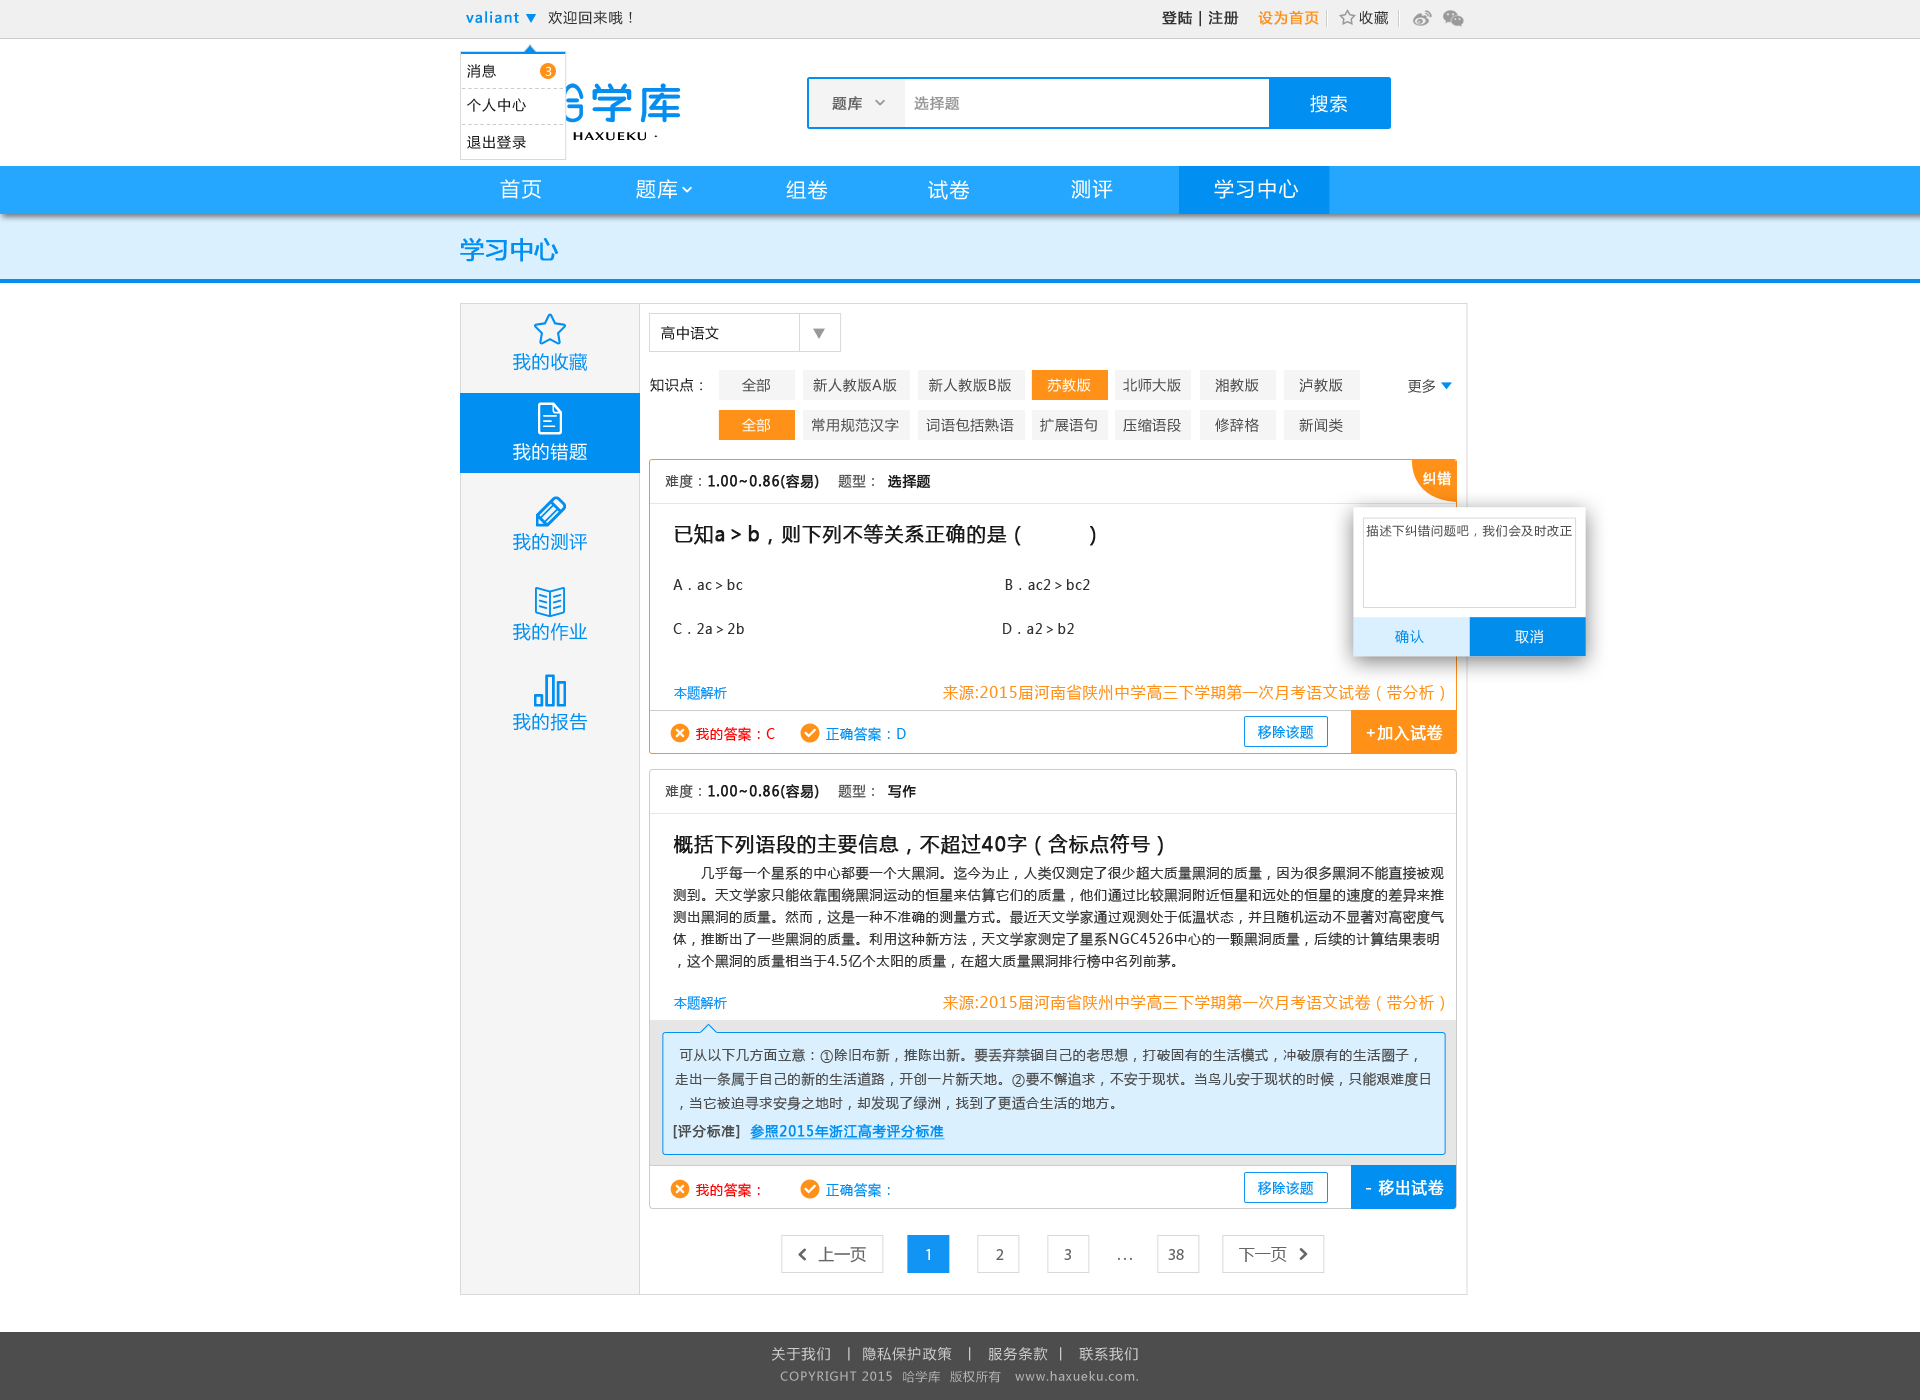 valiant ▼ 欢迎回来哦！
登陆 | 注册 设为首页 收藏
消息 3
个人中心
退出登录
哈学库
HAXUEKU ·
题库 选择题 搜索
首页 题库 组卷 试卷 测评 学习中心
学习中心
我的收藏
我的错题
我的测评
我的作业
我的报告
高中语文
知识点： 全部 新人教版A版 新人教版B版 苏教版 北师大版 湘教版 泸教版 更多
全部 常用规范汉字 词语包括熟语 扩展语句 压缩语段 修辞格 新闻类
难度：1.00~0.86(容易) 题型： 选择题 纠错
已知a＞b，则下列不等关系正确的是（ ）
A．ac＞bc B．ac2＞bc2
C．2a＞2b D．a2＞b2
描述下纠错问题吧，我们会及时改正
确认 取消
本题解析 来源:2015届河南省陕州中学高三下学期第一次月考语文试卷（带分析）
我的答案：C 正确答案：D 移除该题 +加入试卷
难度：1.00~0.86(容易) 题型： 写作
概括下列语段的主要信息，不超过40字（含标点符号）
几乎每一个星系的中心都要一个大黑洞。迄今为止，人类仅测定了很少超大质量黑洞的质量，因为很多黑洞不能直接被观
测到。天文学家只能依靠围绕黑洞运动的恒星来估算它们的质量，他们通过比较黑洞附近恒星和远处的恒星的速度的差异来推
测出黑洞的质量。然而，这是一种不准确的测量方式。最近天文学家通过观测处于低温状态，并且随机运动不显著对高密度气
体，推断出了一些黑洞的质量。利用这种新方法，天文学家测定了星系NGC4526中心的一颗黑洞质量，后续的计算结果表明
，这个黑洞的质量相当于4.5亿个太阳的质量，在超大质量黑洞排行榜中名列前茅。
本题解析 来源:2015届河南省陕州中学高三下学期第一次月考语文试卷（带分析）
可从以下几方面立意：①除旧布新，推陈出新。要丢弃禁锢自己的老思想，打破固有的生活模式，冲破原有的生活圈子，
走出一条属于自己的新的生活道路，开创一片新天地。②要不懈追求，不安于现状。当鸟儿安于现状的时候，只能艰难度日
，当它被迫寻求安身之地时，却发现了绿洲，找到了更适合生活的地方。
[评分标准] 参照2015年浙江高考评分标准
我的答案： 正确答案： 移除该题 - 移出试卷
上一页 1 2 3 ... 38 下一页
关于我们 | 隐私保护政策 | 服务条款 | 联系我们
COPYRIGHT 2015 哈学库 版权所有 www.haxueku.com.